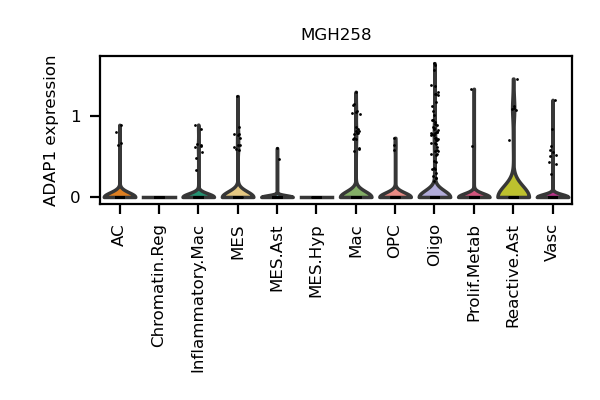 MGH258
ADAP1 expression
1
0
AC
Chromatin.Reg
Inflammatory.Mac
MES
MES.Ast
MES.Hyp
Mac
OPC
Oligo
Prolif.Metab
Reactive.Ast
Vasc